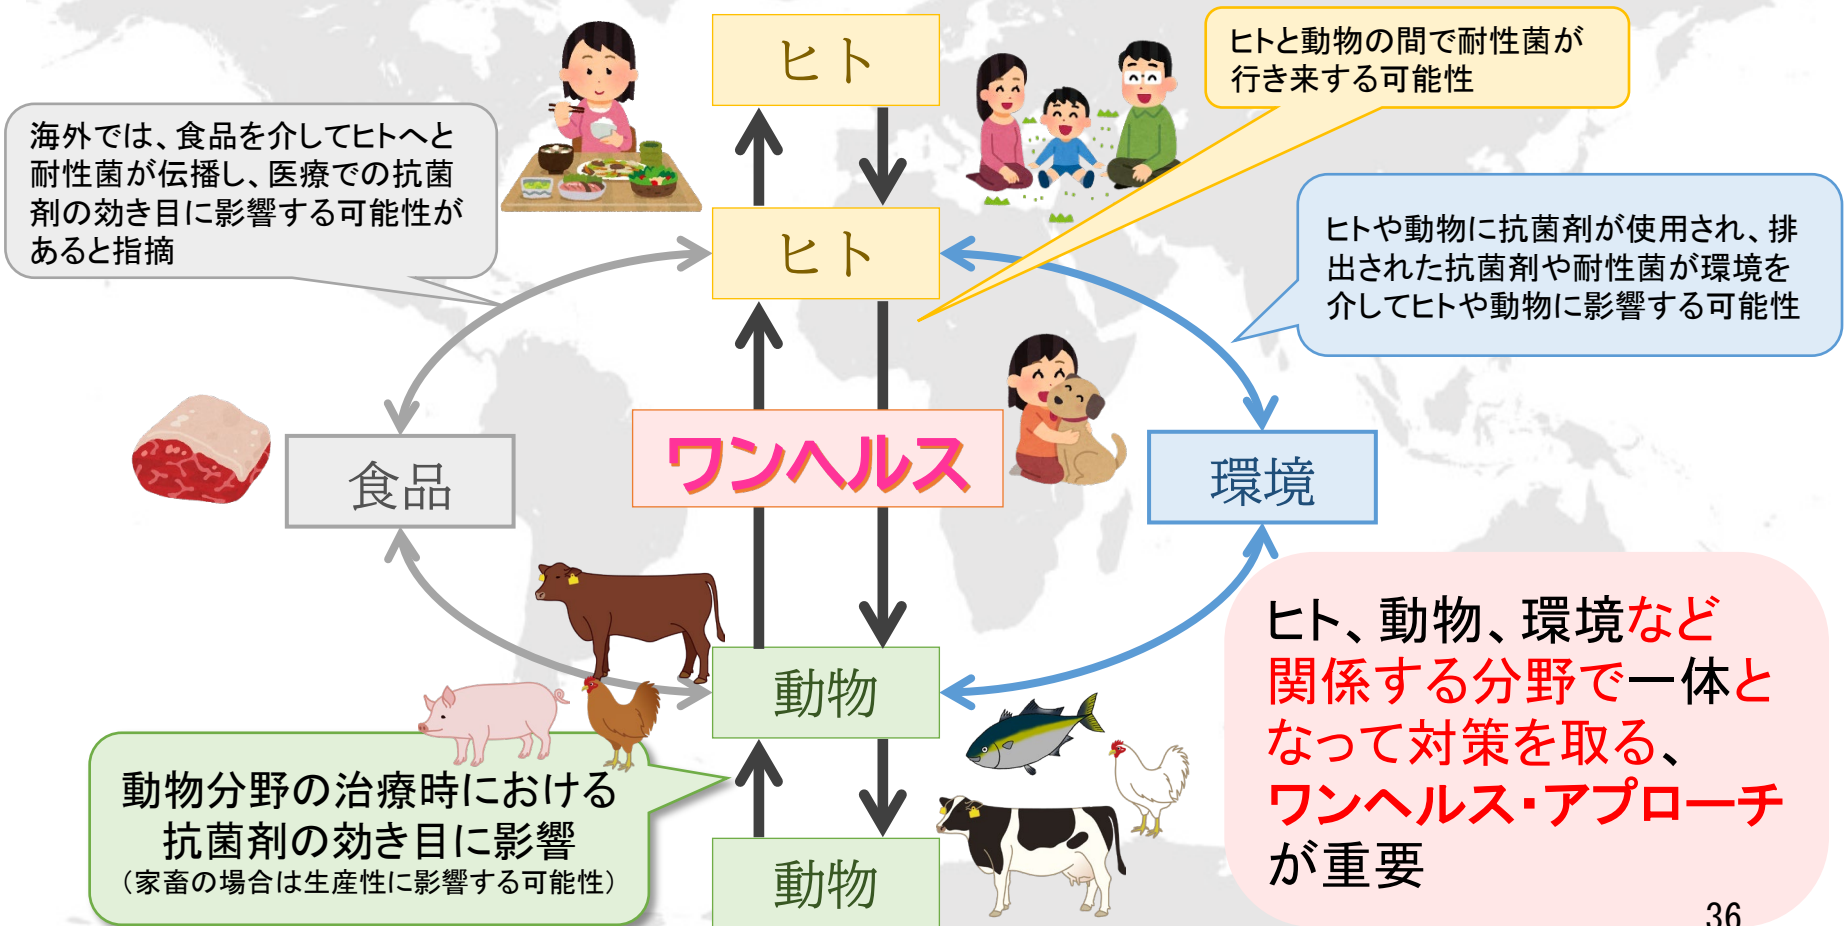 ヒト
ヒトと動物の間で耐性菌が
行き来する可能性
海外では、食品を介してヒトへと
耐性菌が伝播し、医療での抗菌
剤の効き目に影響する可能性が
あると指摘
ヒト
ヒトや動物に抗菌剤が使用され、排
出された抗菌剤や耐性菌が環境を
介してヒトや動物に影響する可能性
食品
ワンヘルス
環境
動物
動物分野の治療時における
抗菌剤の効き目に影響
（家畜の場合は生産性に影響する可能性）
動物
ヒト、動物、環境など
関係する分野で一体と
なって対策を取る、
ワンヘルス・アプローチ
が重要
36